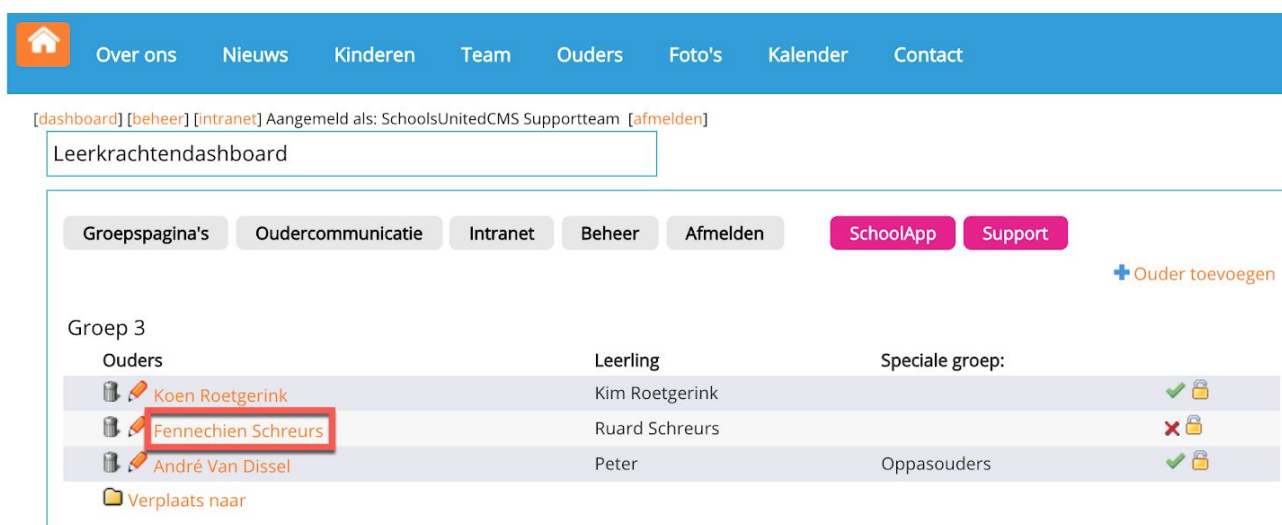 Over ons Nieuws Kinderen Team Ouders Foto's Kalender Contact
[dashboard] [beheer] [intranet] Aangemeld als: SchoolsUnitedCMS Supportteam [afmelden]
Leerkrachtendashboard
Groepspagina's Oudercommunicatie Intranet Beheer Afmelden SchoolApp Support
Ouder toevoegen
Groep 3
Ouders Leerling Speciale groep:
Koen Roetgerink Kim Roetgerink
Fennechien Schreurs Ruard Schreurs
André Van Dissel Peter Oppasouders
Verplaats naar